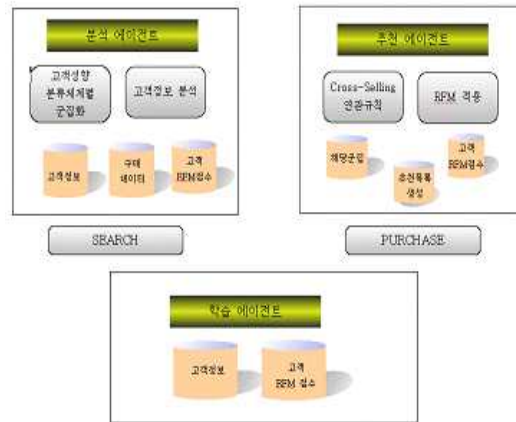 분석 에이전트
고객성향
분류체계별
군집화
고객정보 분석
고객정보
구매
데이터
고객
RFM점수
SEARCH
추천 에이전트
Cross-Selling
연관규칙
RFM 적용
해당군집
추천목록
생성
고객
RFM점수
PURCHASE
학습 에이전트
고객정보
고객
RFM 점수